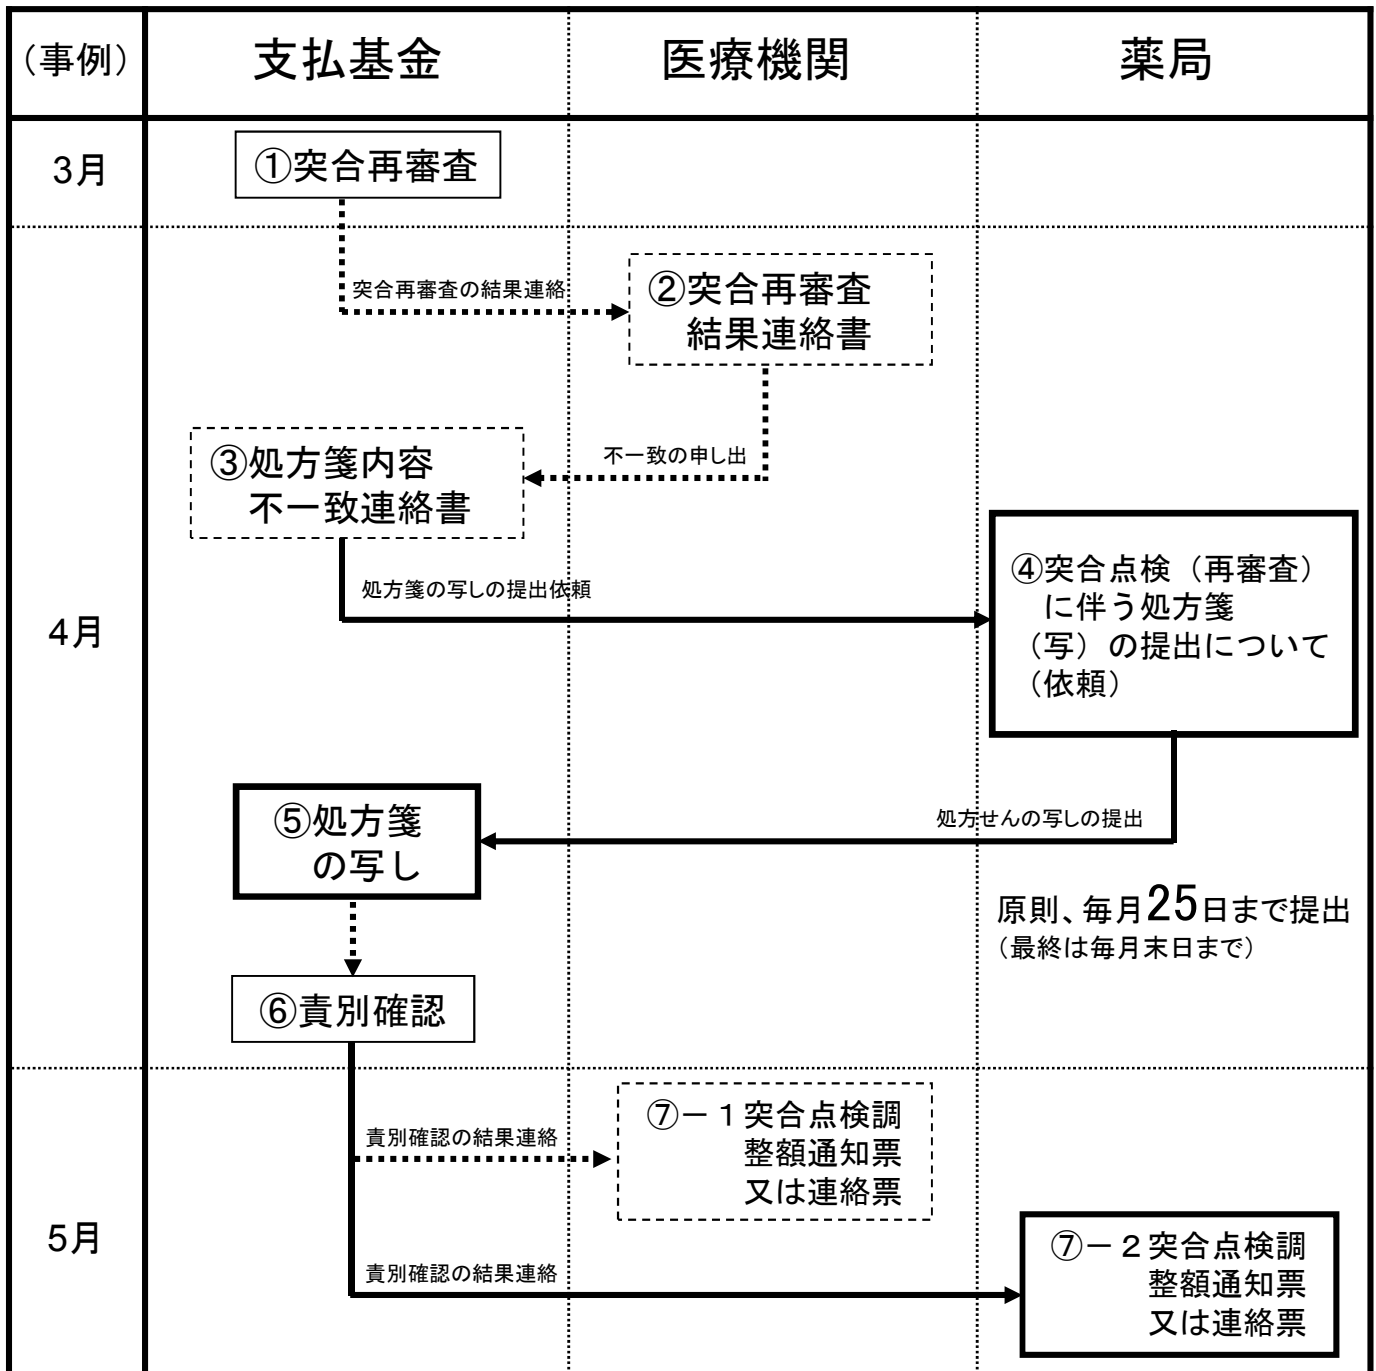 （事例） 支払基金 医療機関 薬局
3月
①突合再審査
突合再審査の結果連絡
②突合再審査
結果連絡書
不一致の申し出
③処方箋内容
不一致連絡書
処方箋の写しの提出依頼
4月
④突合点検（再審査）
に伴う処方箋
（写）の提出について
（依頼）
処方せんの写しの提出
⑤処方箋
の写し
原則、毎月25日まで提出
（最終は毎月末日まで）
⑥責別確認
5月
責別確認の結果連絡
⑦－１突合点検調
整額通知票
又は連絡票
責別確認の結果連絡
⑦－２突合点検調
整額通知票
又は連絡票